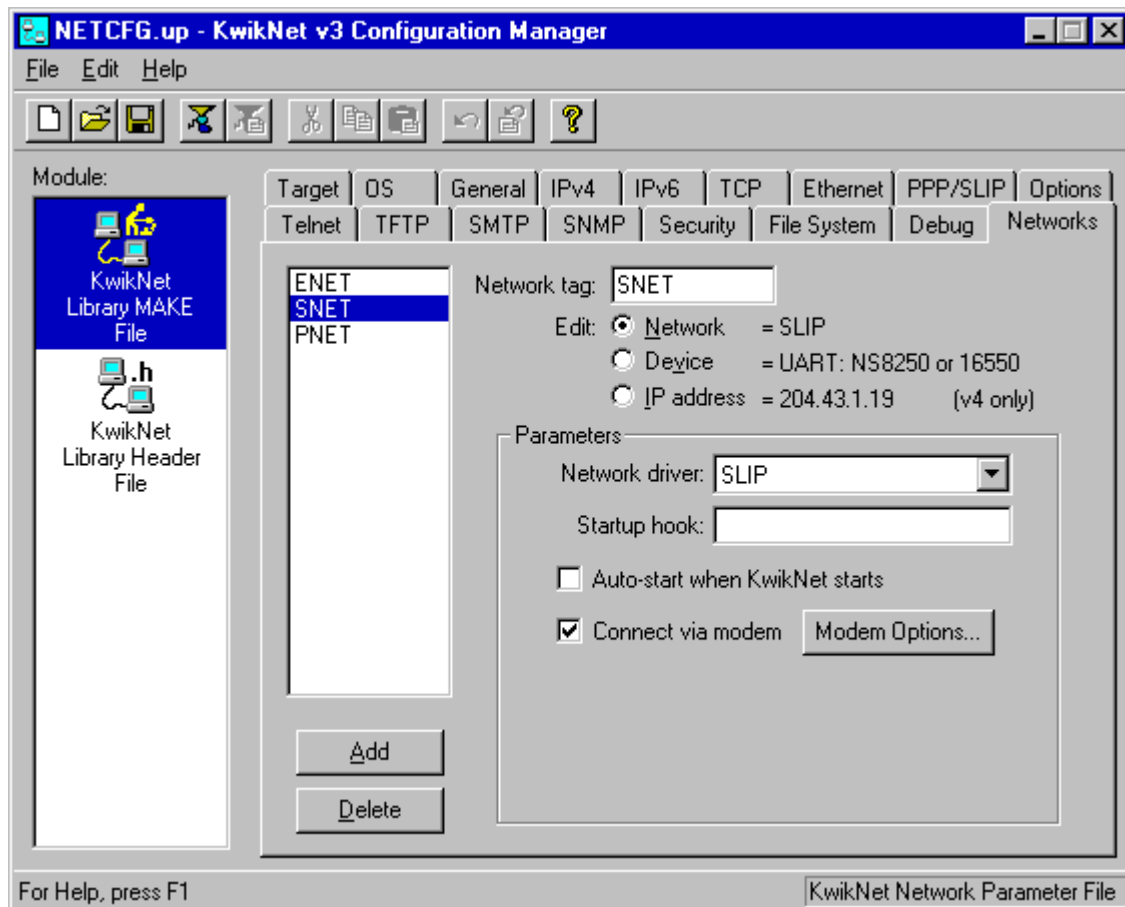 NETCFG.up - KwikNet v3 Configuration Manager
File Edit Help
Module:
KwikNet
Library MAKE
File
.h
KwikNet
Library Header
File
Target OS General IPv4 IPv6 TCP Ethernet PPP/SLIP Options
Telnet TFTP SMTP SNMP Security File System Debug Networks
ENET
SNET
PNET
Add
Delete
Network tag: SNET
Edit: Network = SLIP
Device = UART: NS8250 or 16550
IP address = 204.43.1.19 (v4 only)
Parameters
Network driver: SLIP
Startup hook:
Auto-start when KwikNet starts
Connect via modem Modem Options...
For Help, press F1 KwikNet Network Parameter File